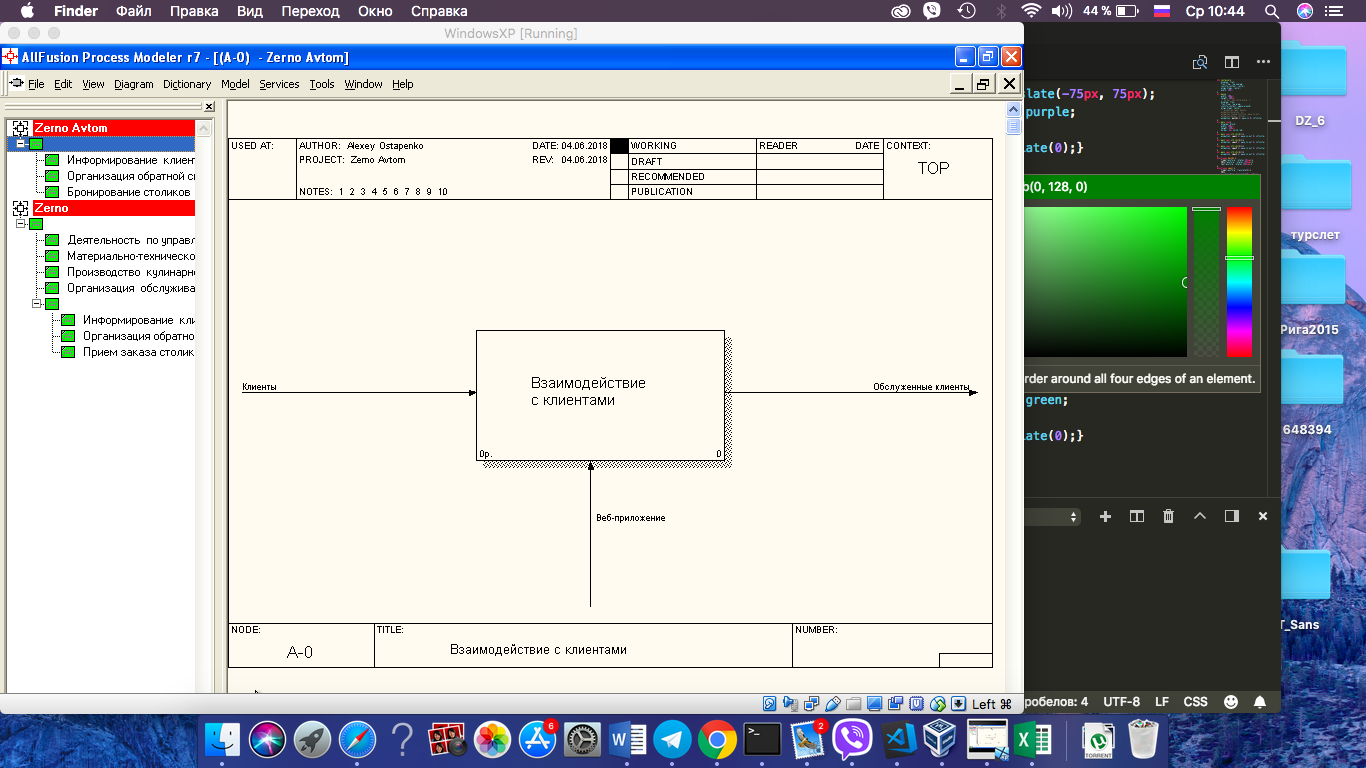 Finder Файл Правка Вид Переход Окно Справка 44 % Ср 10:44
WindowsXP [Running]
AllFusion Process Modeler r7 - [(A-0) - Zerno Avtom]
File Edit View Diagram Dictionary Model Services Tools Window Help
Zerno Avtom
Информирование клиен
Организация обратной с
Бронирование столиков
Zerno
Деятельность по управл
Материально-техническо
Производство кулинарн
Организация обслужива
Информирование кли
Организация обратно
Прием заказа столик
USED AT:
AUTHOR: Alexey Ostapenko
DATE: 04.06.2018
PROJECT: Zerno Avtom
REV: 04.06.2018
NOTES: 1 2 3 4 5 6 7 8 9 10
WORKING
DRAFT
RECOMMENDED
PUBLICATION
READER DATE
CONTEXT:
TOP
Клиенты
Взаимодействие
с клиентами
0р. 0
Обслуженные клиенты
Веб-приложение
NODE:
A-0
TITLE:
Взаимодействие с клиентами
NUMBER:
Left ⌘
late(-75px, 75px);
purple;
late(0);}
b(0, 128, 0)
rder around all four edges of an element.
green;
late(0);}
робелов: 4 UTF-8 LF CSS
DZ_6
турслет
Рига2015
648394
T_Sans
6
2
TORRENT